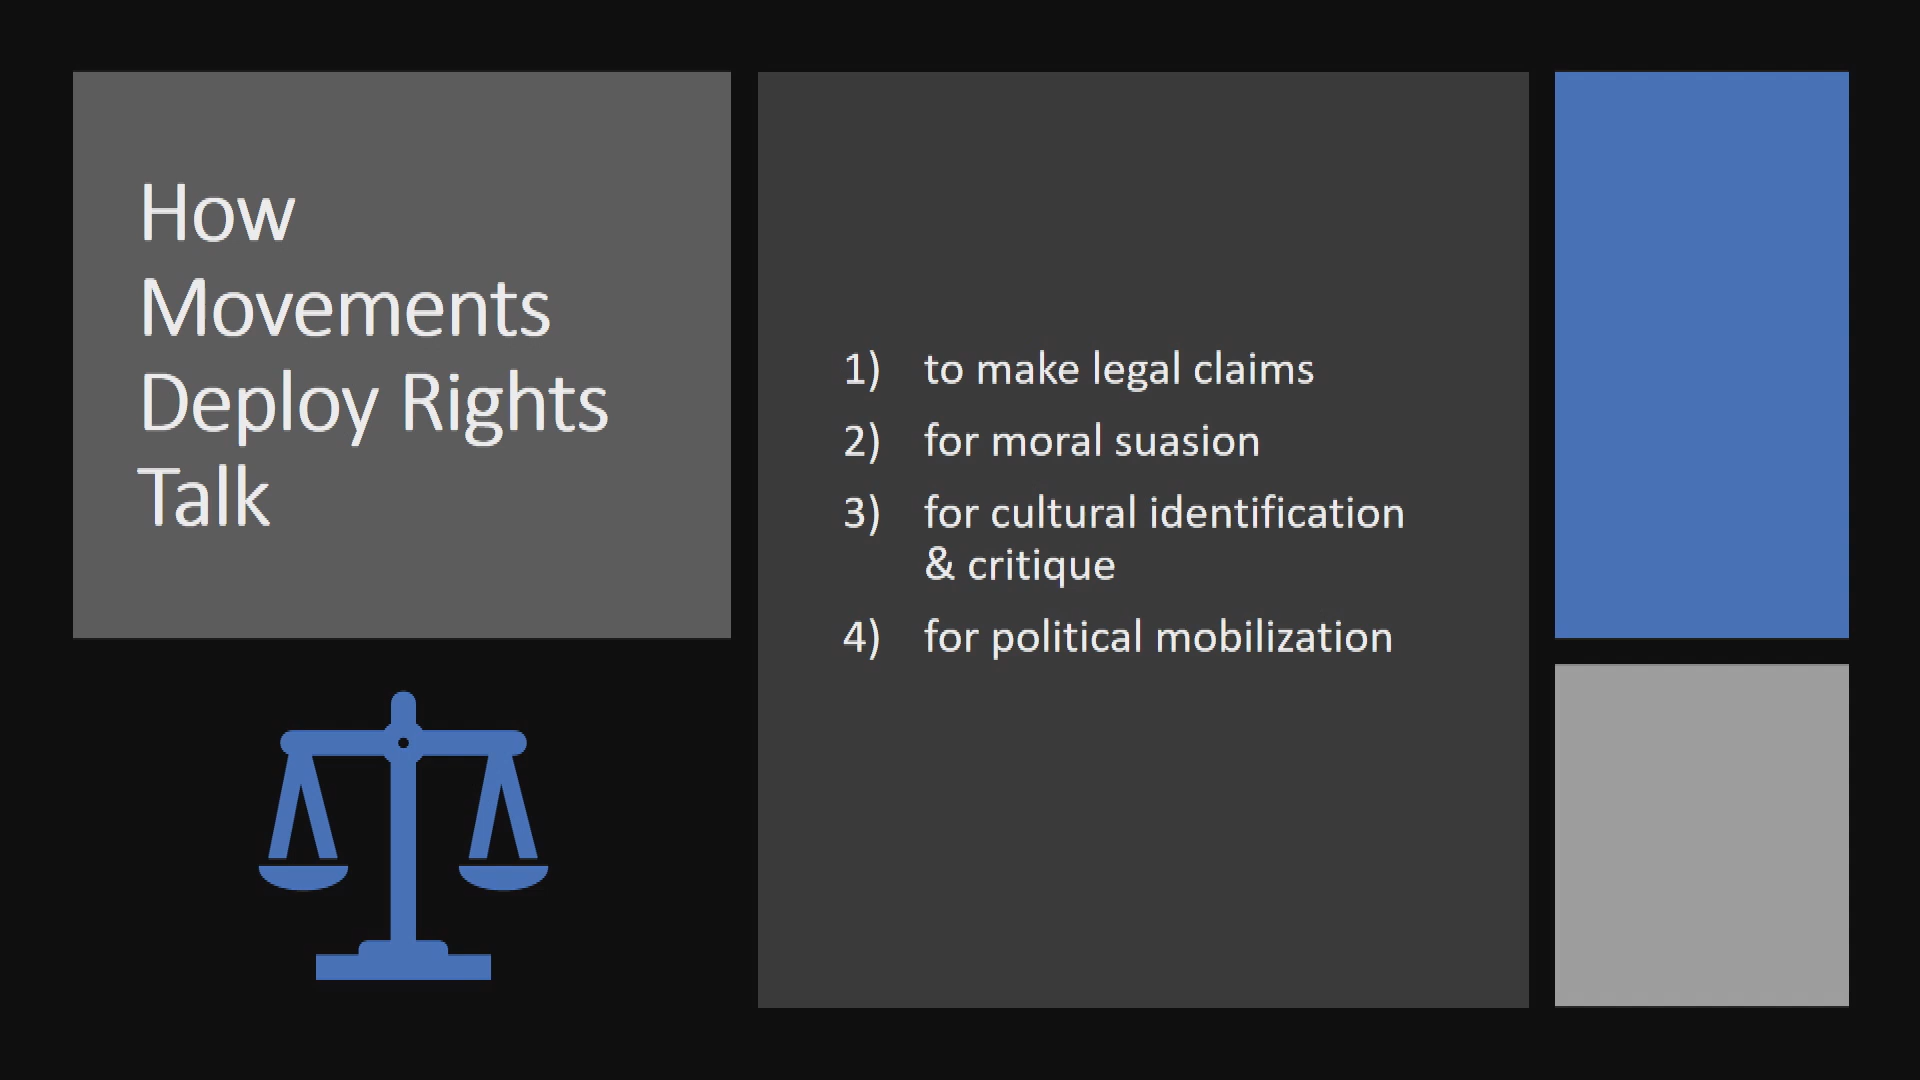 How
Movements
Deploy Rights
Talk
1) to make legal claims
2) for moral suasion
3) for cultural identification
& critique
4) for political mobilization